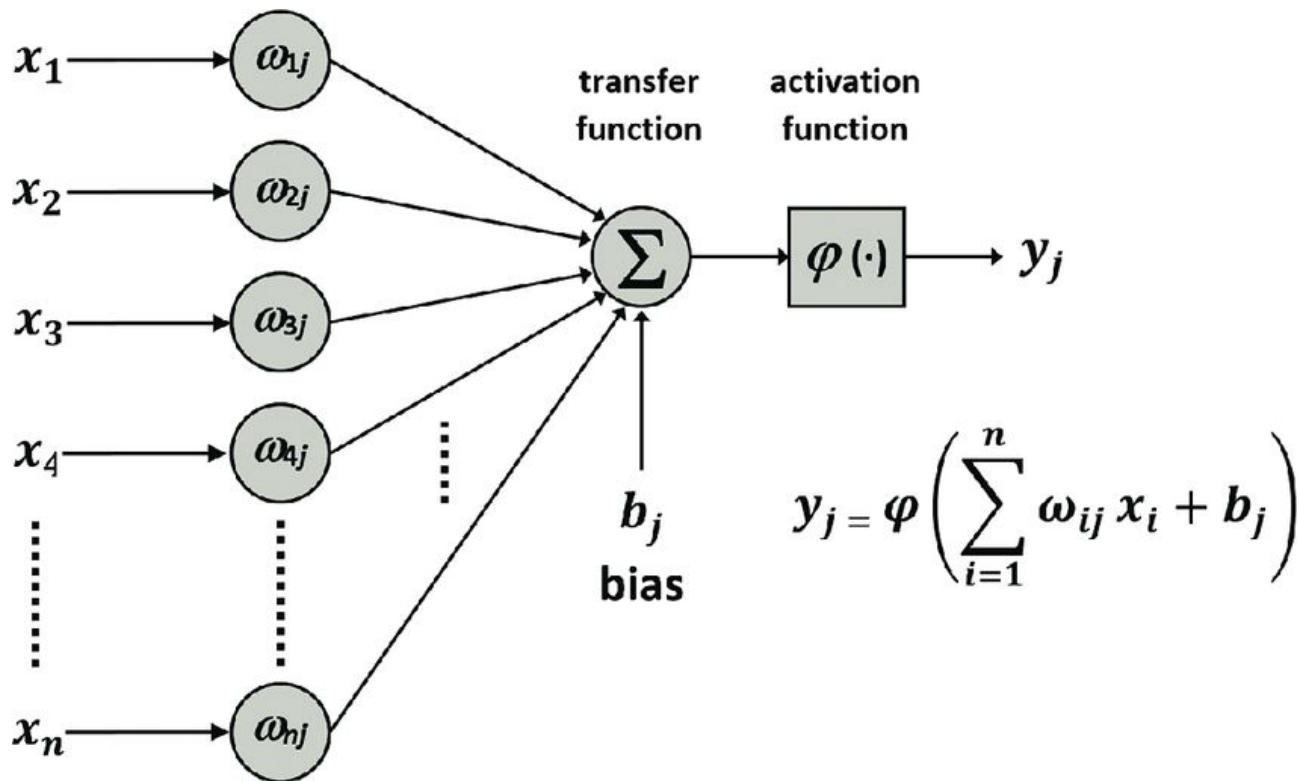 x₁
ω₁ⱼ
transfer
function
activation
function
x₂
ω₂ⱼ
Σ
φ (·)
yⱼ
x₃
ω₃ⱼ
x₄
ω₄ⱼ
bⱼ
bias
yⱼ = φ ( ∑ⁿᵢ₌₁ ωᵢⱼ xᵢ + bⱼ )
xₙ
ωₙⱼ